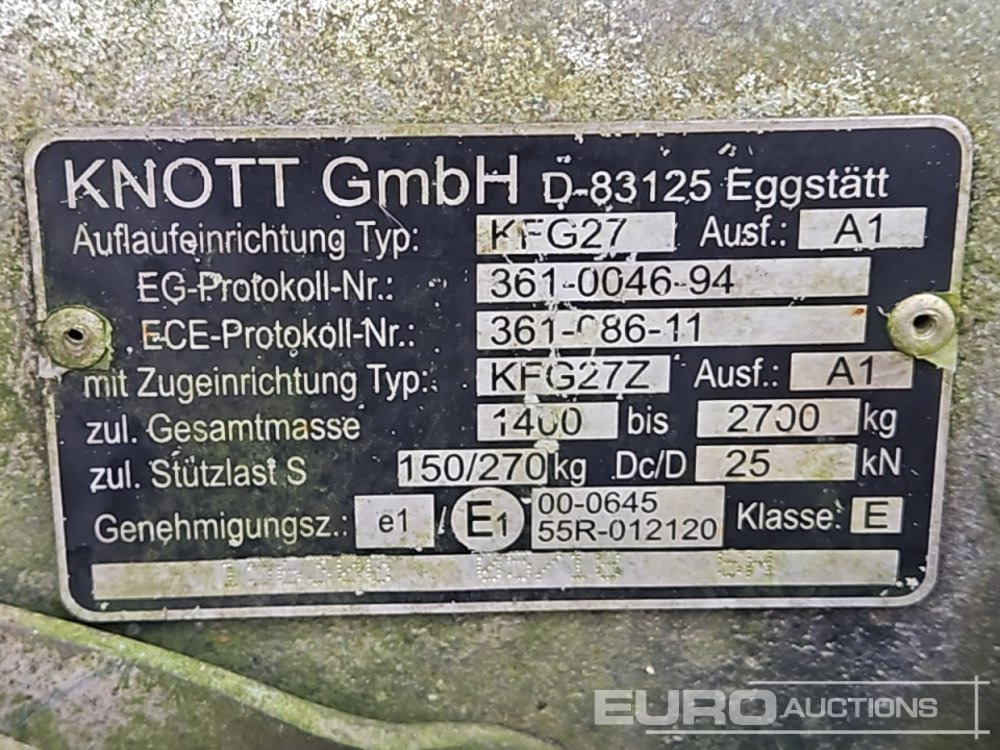 KNOTT GmbH D-83125 Eggstätt
Auflaufeinrichtung Typ: KFG27 Ausf.: A1
EG-Protokoll-Nr.: 361-0046-94
ECE-Protokoll-Nr.: 361-086-11
mit Zugeinrichtung Typ: KFG27Z Ausf.: A1
zul. Gesamtmasse 1400 bis 2700 kg
zul. Stützlast S 150/270 kg Dc/D 25 kN
Genehmigungsz.: e1 / E1 00-0645
55R-012120 Klasse: E
EURO AUCTIONS